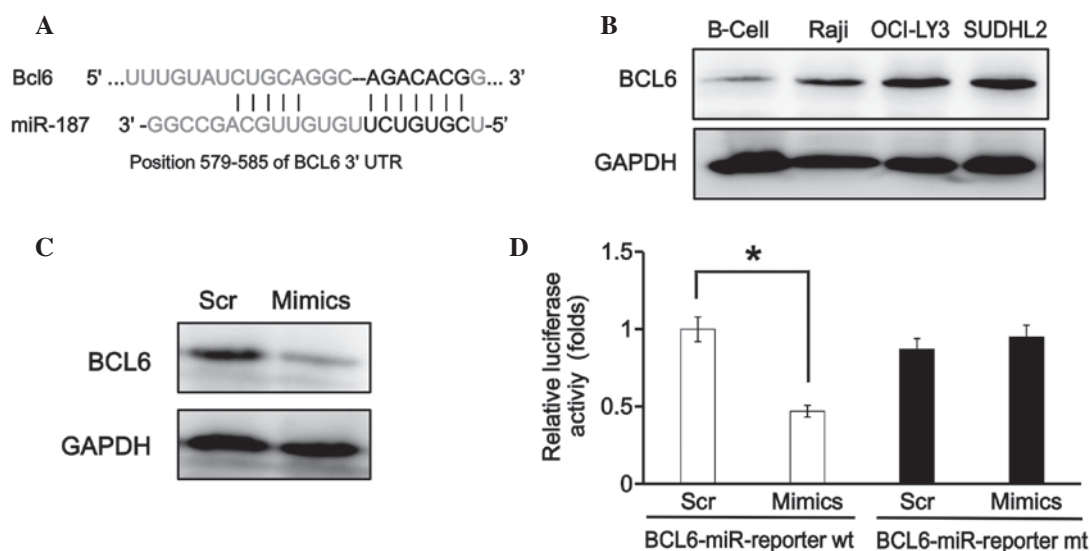 A
Bcl6 5' ...UUUGUAUCUGCAGGC--AGACACGG... 3'
miR-187 3' -GGCCGACGUUGUGUUCUGUGCU-5'
Position 579-585 of BCL6 3' UTR
B
B-Cell Raji OCI-LY3 SUDHL2
BCL6
GAPDH
C
Scr Mimics
BCL6
GAPDH
D
Relative luciferase
activiy (folds)
1.5
1
0.5
0
*
Scr Mimics Scr Mimics
BCL6-miR-reporter wt BCL6-miR-reporter mt